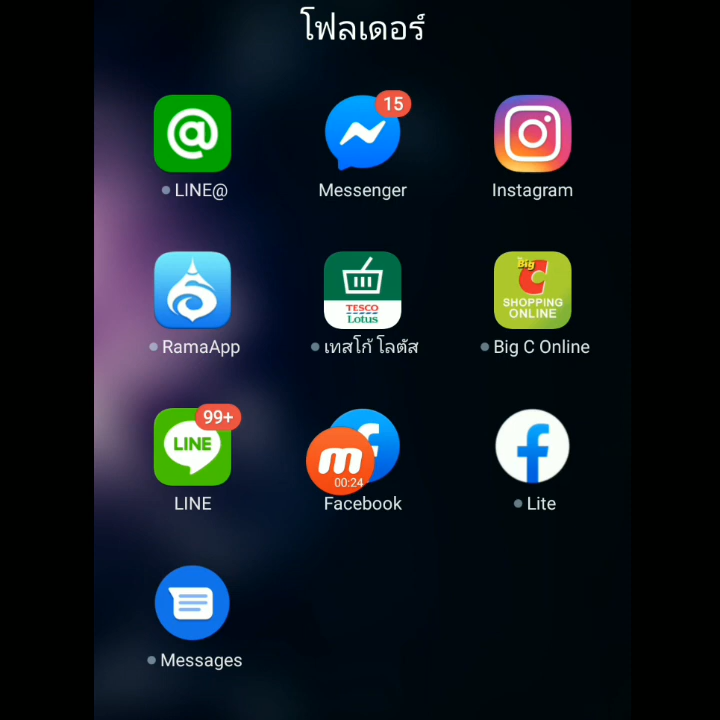 โฟลเดอร์
15
LINE@
Messenger
Instagram
TESCO
Lotus
Big
C
SHOPPING
ONLINE
RamaApp
เทสโก้ โลตัส
Big C Online
99+
LINE
m
00:24
LINE
Facebook
Lite
Messages